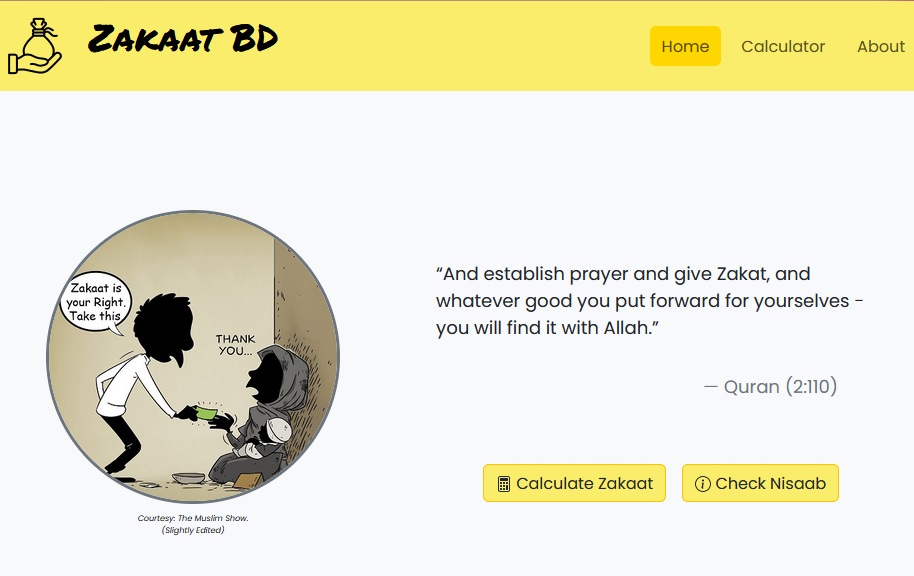 ZAKAAT BD
Home
Calculator
About
Zakaat is
your Right.
Take this
THANK
YOU...
Courtesy: The Muslim Show.
(Slightly Edited)
“And establish prayer and give Zakat, and
whatever good you put forward for yourselves -
you will find it with Allah.”
— Quran (2:110)
Calculate Zakaat
Check Nisaab